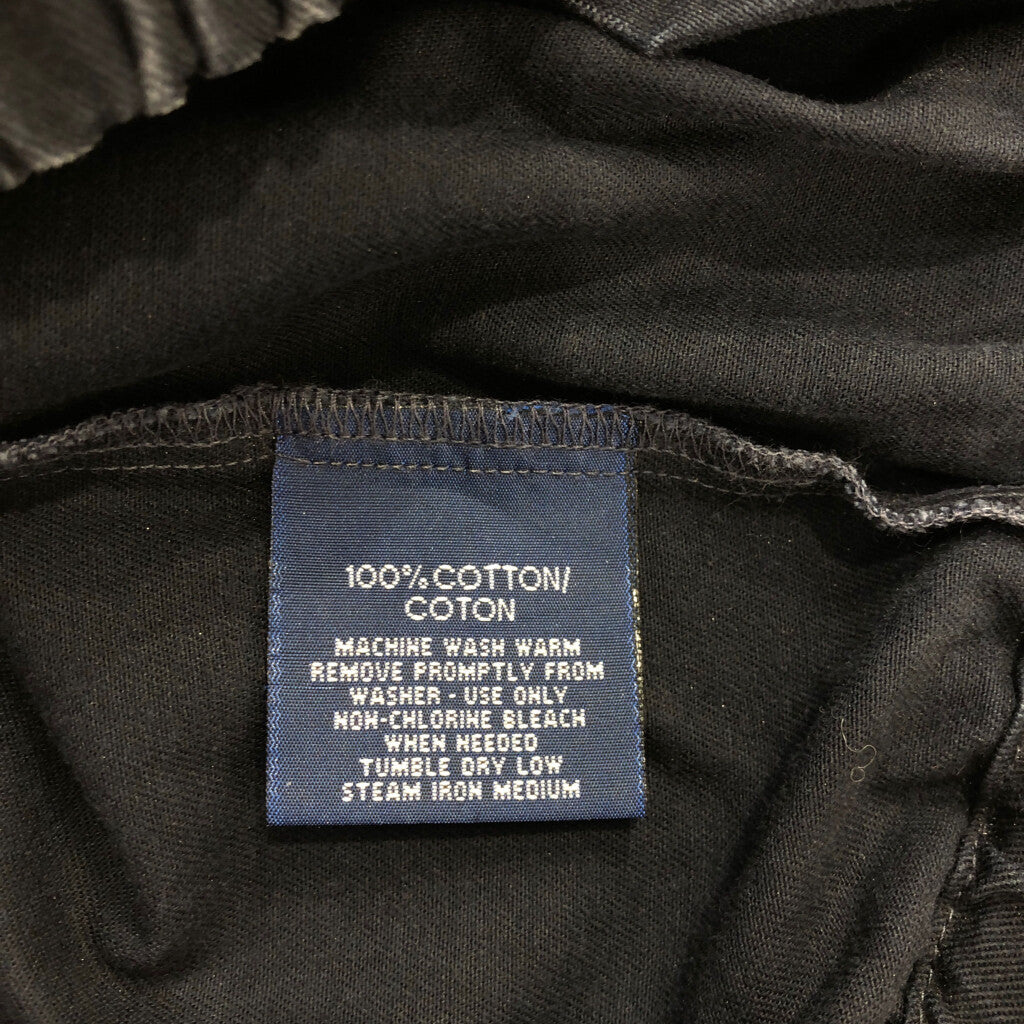 100% COTTON/
COTON
MACHINE WASH WARM
REMOVE PROMPTLY FROM
WASHER - USE ONLY
NON-CHLORINE BLEACH
WHEN NEEDED
TUMBLE DRY LOW
STEAM IRON MEDIUM